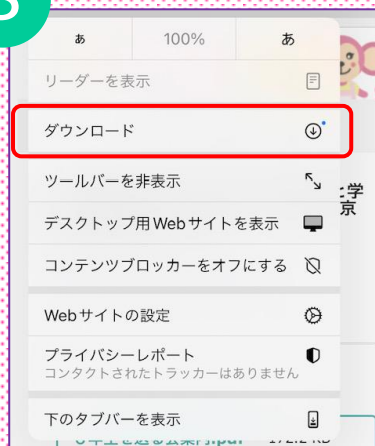 3
ぁ 100% あ
リーダーを表示
ダウンロード
ツールバーを非表示
と学
デスクトップ用Webサイトを表示
京
コンテンツブロッカーをオフにする
Webサイトの設定
プライバシーレポート
コンタクトされたトラッカーはありません
下のタブバーを表示